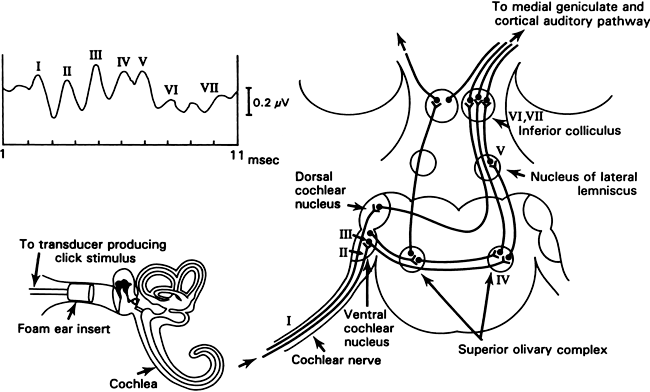 To medial geniculate and
cortical auditory pathway
I II III IV V VI VII
0.2 μV
1 11 msec
VI,VII
Inferior colliculus
V
Nucleus of lateral
lemniscus
Dorsal
cochlear
nucleus
III
II
IV
To transducer producing
click stimulus
Foam ear insert
Cochlea
I
Ventral
cochlear
nucleus
Cochlear nerve
Superior olivary complex